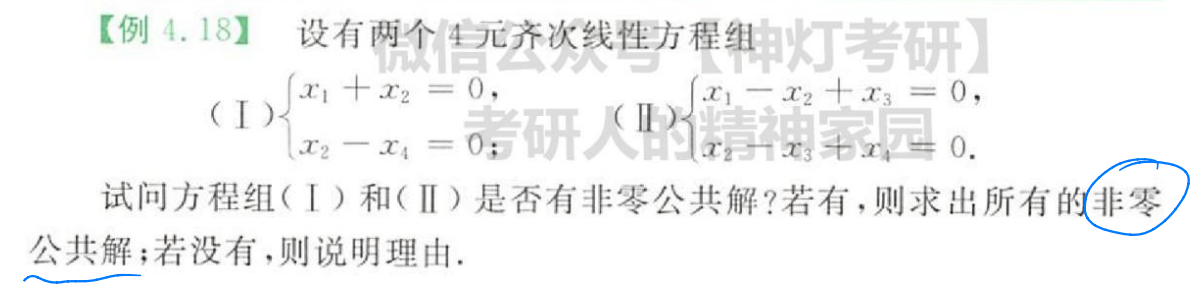 【例 4.18】 设有两个 4 元齐次线性方程组
微信公众号【神灯考研】
(Ⅰ){x₁ + x₂ = 0, (Ⅱ){x₁ − x₂ + x₃ = 0,
x₂ − x₄ = 0; x₂ − x₃ + x₄ = 0.
考研人的精神家园
试问方程组(Ⅰ)和(Ⅱ)是否有非零公共解?若有,则求出所有的非零
公共解;若没有,则说明理由.